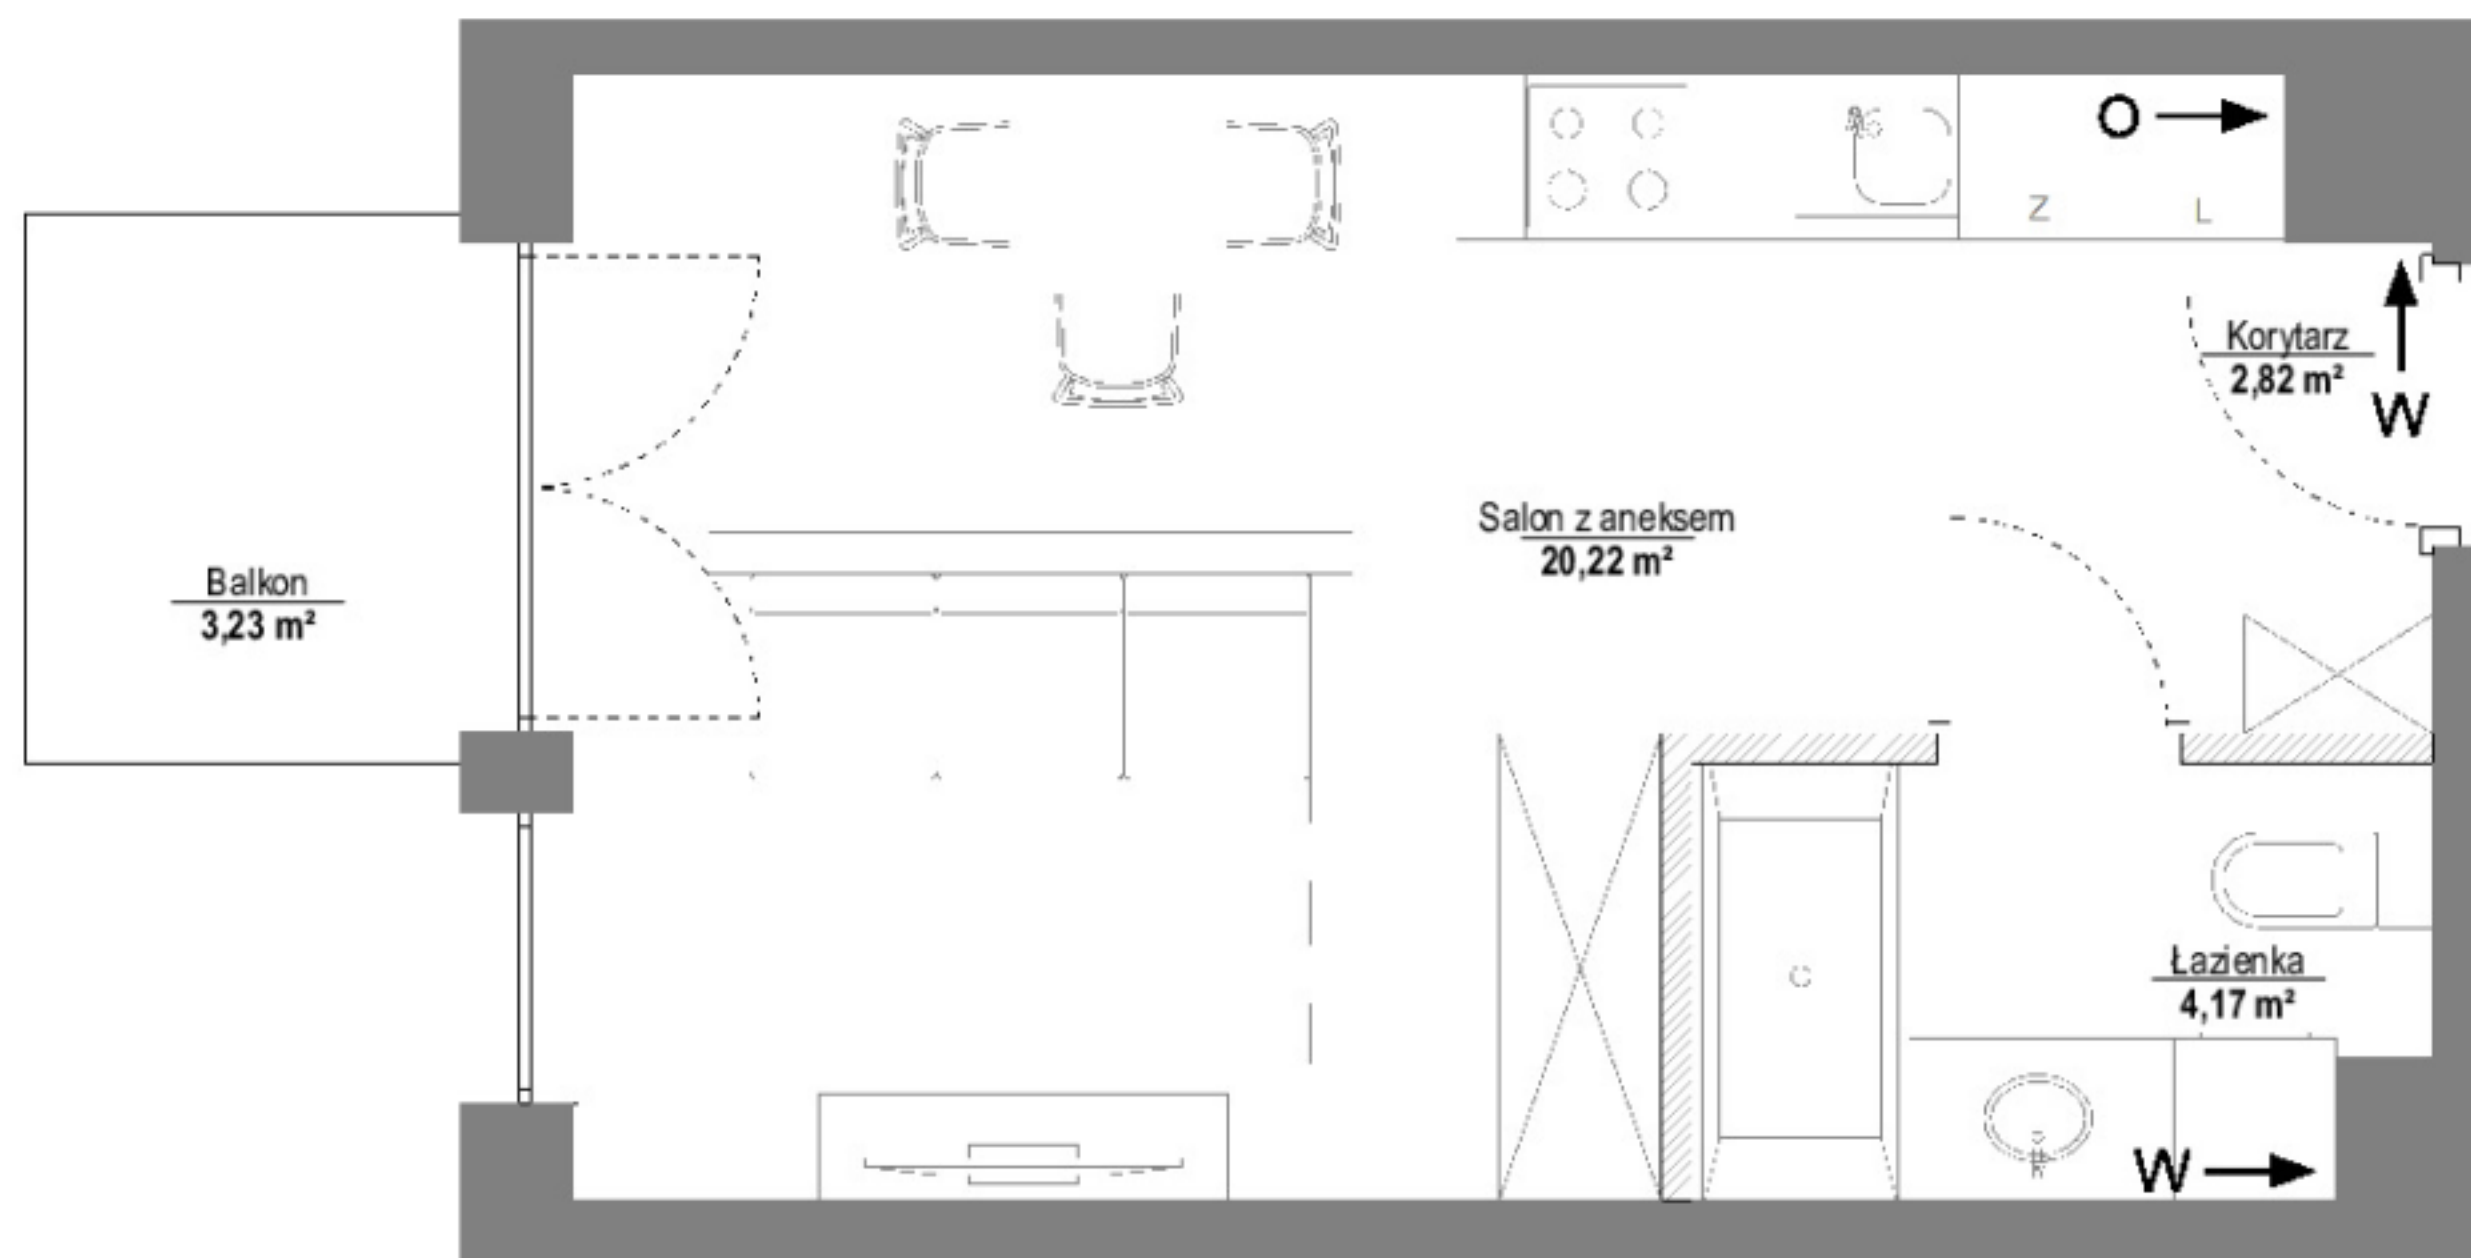 O
Z L
Korytarz
2,82 m²
W
Salon z aneksem
20,22 m²
Balkon
3,23 m²
Łazienka
4,17 m²
W